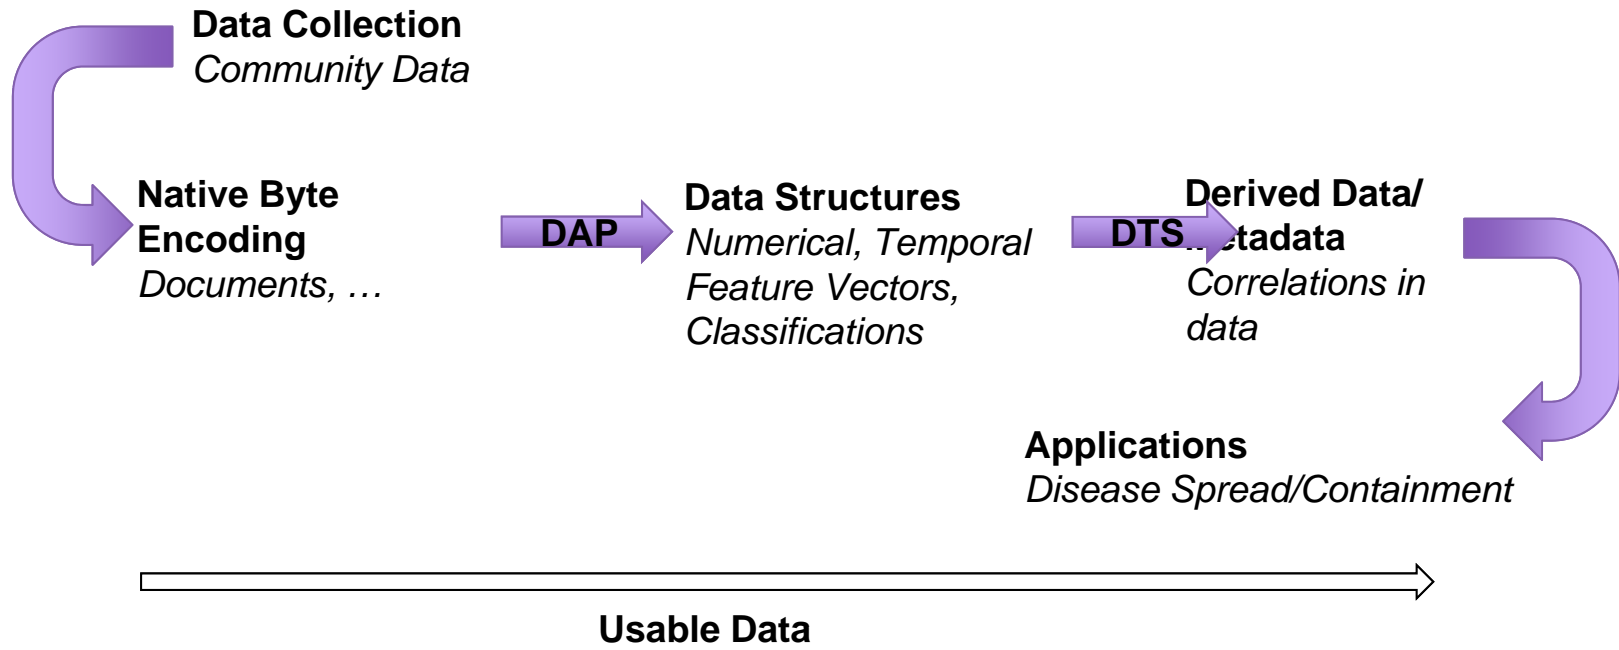 Data Collection
Community Data
Native Byte
Encoding
Documents, …
DAP
Data Structures
Numerical, Temporal
Feature Vectors,
Classifications
DTS
Derived Data/
Metadata
Correlations in
data
Applications
Disease Spread/Containment
Usable Data